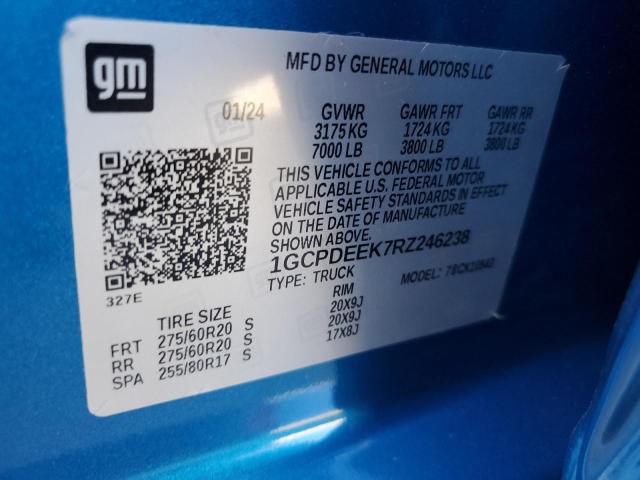 gm
MFD BY GENERAL MOTORS LLC
01/24 GVWR GAWR FRT GAWR RR
3175 KG 1724 KG 1724 KG
7000 LB 3800 LB 3800 LB
THIS VEHICLE CONFORMS TO ALL
APPLICABLE U.S. FEDERAL MOTOR
VEHICLE SAFETY STANDARDS IN EFFECT
ON THE DATE OF MANUFACTURE
SHOWN ABOVE.
1GCPDEEK7RZ246238
TYPE: TRUCK MODEL:
327E
TIRE SIZE RIM
FRT 275/60R20 S 20X9J
RR 275/60R20 S 20X9J
SPA 255/80R17 S 17X8J